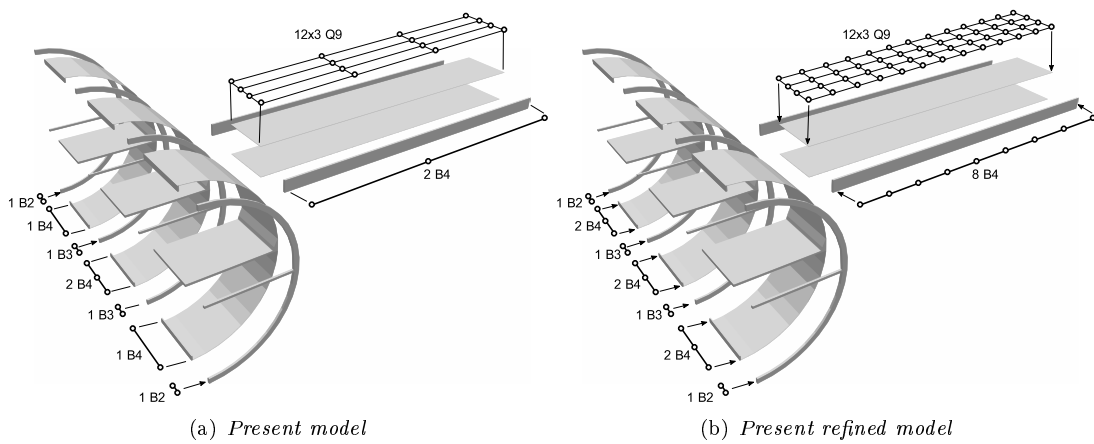 12x3 Q9
2 B4
1 B2
1 B4
1 B3
2 B4
1 B3
1 B4
1 B2
(a) Present model
12x3 Q9
8 B4
1 B2
2 B4
1 B3
2 B4
1 B3
2 B4
1 B2
(b) Present refined model